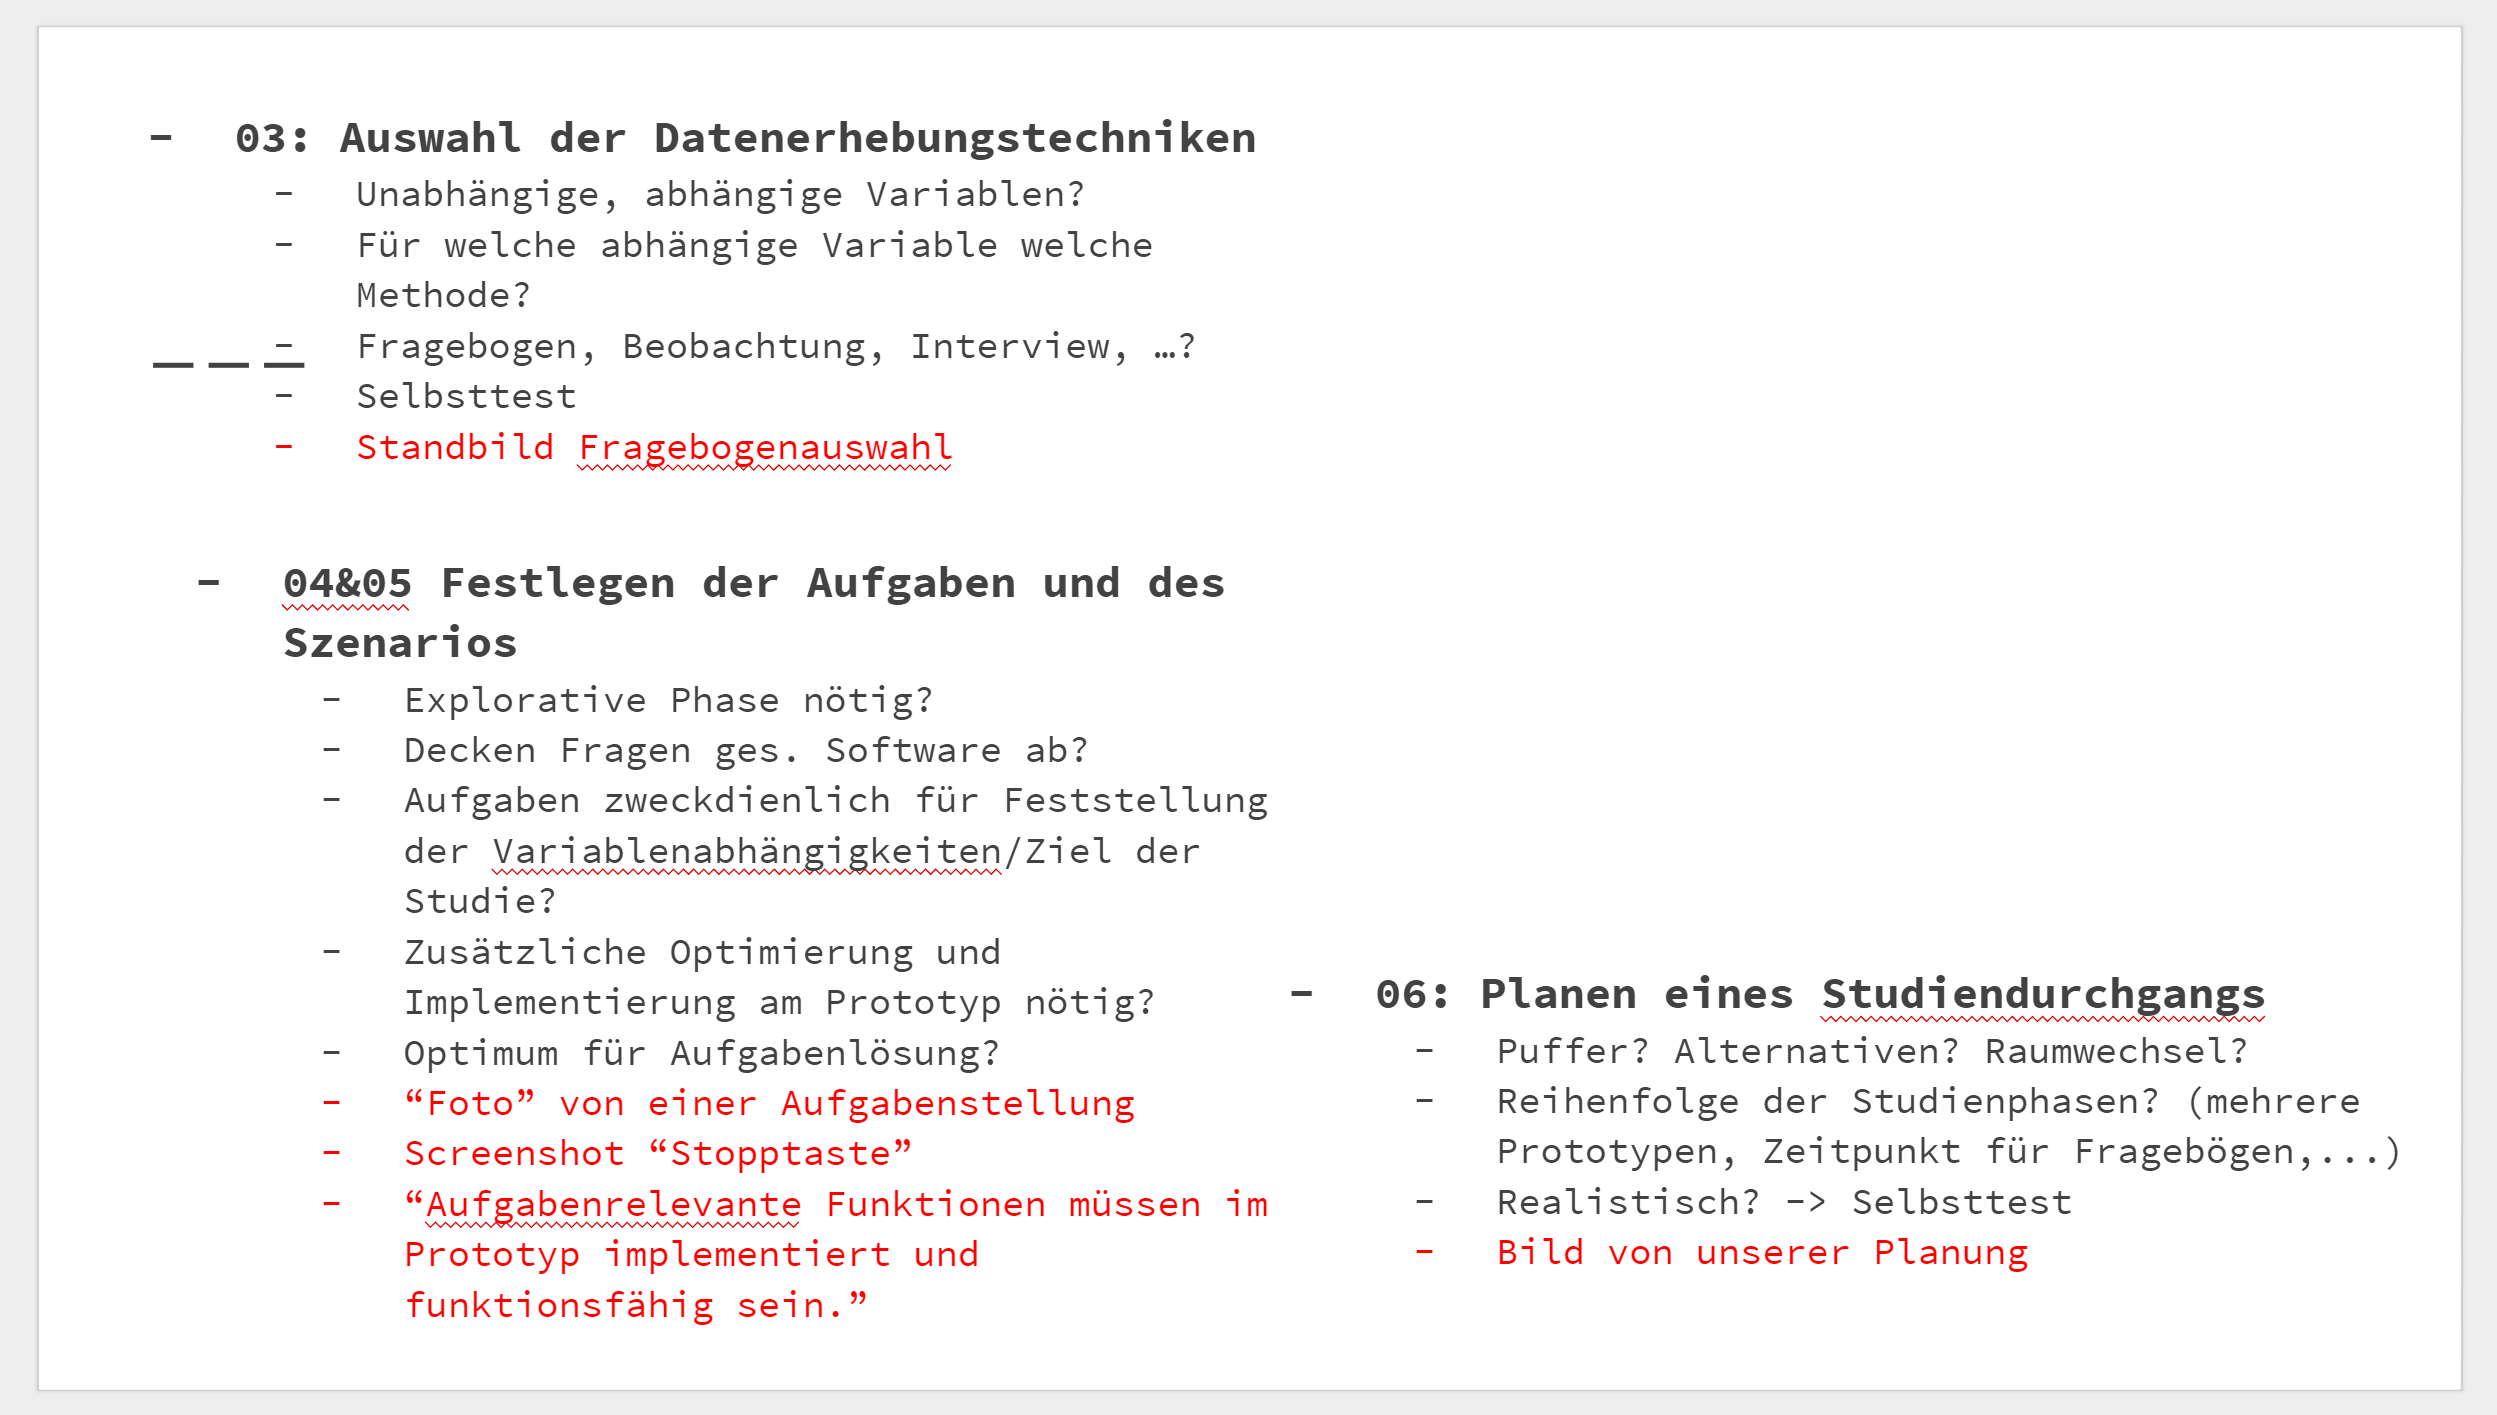 - 03: Auswahl der Datenerhebungstechniken
- Unabhängige, abhängige Variablen?
- Für welche abhängige Variable welche
Methode?
- Fragebogen, Beobachtung, Interview, …?
- Selbsttest
- Standbild Fragebogenauswahl
- 04&05 Festlegen der Aufgaben und des
Szenarios
- Explorative Phase nötig?
- Decken Fragen ges. Software ab?
- Aufgaben zweckdienlich für Feststellung
der Variablenabhängigkeiten/Ziel der
Studie?
- Zusätzliche Optimierung und
Implementierung am Prototyp nötig?
- Optimum für Aufgabenlösung?
- “Foto” von einer Aufgabenstellung
- Screenshot “Stopptaste”
- “Aufgabenrelevante Funktionen müssen im
Prototyp implementiert und
funktionsfähig sein.”
- 06: Planen eines Studiendurchgangs
- Puffer? Alternativen? Raumwechsel?
- Reihenfolge der Studienphasen? (mehrere
Prototypen, Zeitpunkt für Fragebögen,...)
- Realistisch? -> Selbsttest
- Bild von unserer Planung